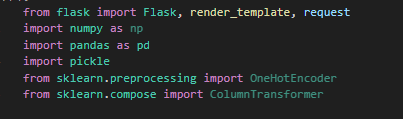 from flask import Flask, render_template, request
import numpy as np
import pandas as pd
import pickle
from sklearn.preprocessing import OneHotEncoder
from sklearn.compose import ColumnTransformer